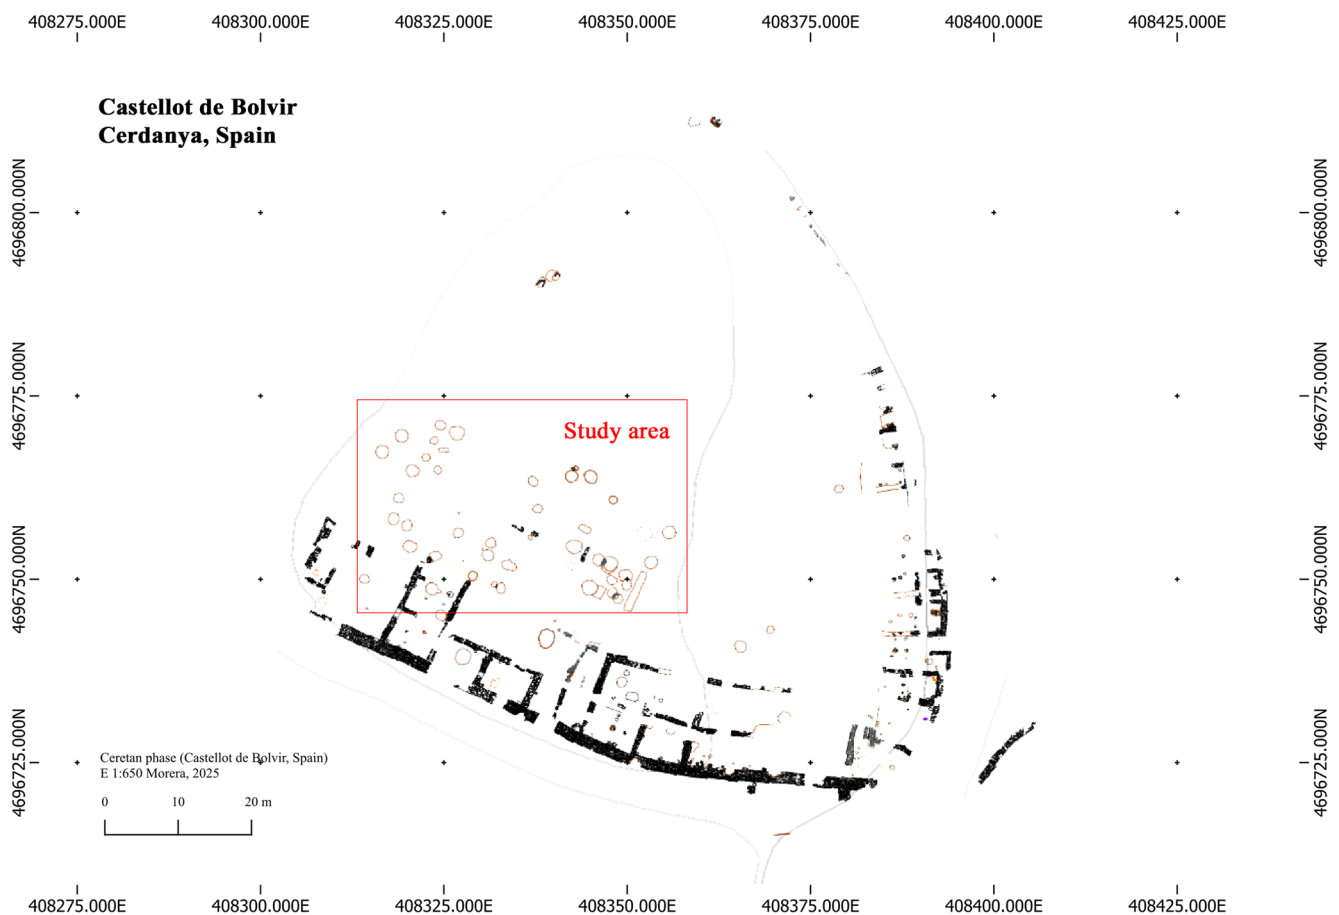 408275.000E 408300.000E 408325.000E 408350.000E 408375.000E 408400.000E 408425.000E
Castellot de Bolvir
Cerdanya, Spain
4696800.000N 4696800.000N
4696775.000N 4696775.000N
Study area
4696750.000N 4696750.000N
4696725.000N 4696725.000N
Ceretan phase (Castellot de Bolvir, Spain)
E 1:650 Morera, 2025
0 10 20 m
408275.000E 408300.000E 408325.000E 408350.000E 408375.000E 408400.000E 408425.000E